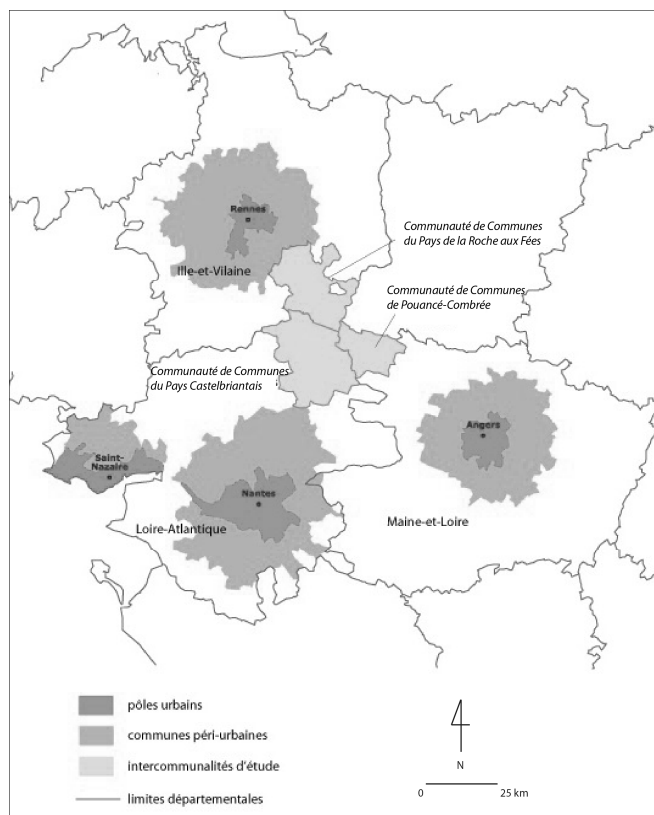 Rennes
Communauté de Communes
du Pays de la Roche aux Fées
Ille-et-Vilaine
Communauté de Communes
de Pouancé-Combrée
Communauté de Communes
du Pays Castelbriantais
Angers
Saint-
Nazaire
Nantes
Loire-Atlantique
Maine-et-Loire
pôles urbains
communes péri-urbaines
intercommunalités d'étude
limites départementales
N
0 25 km